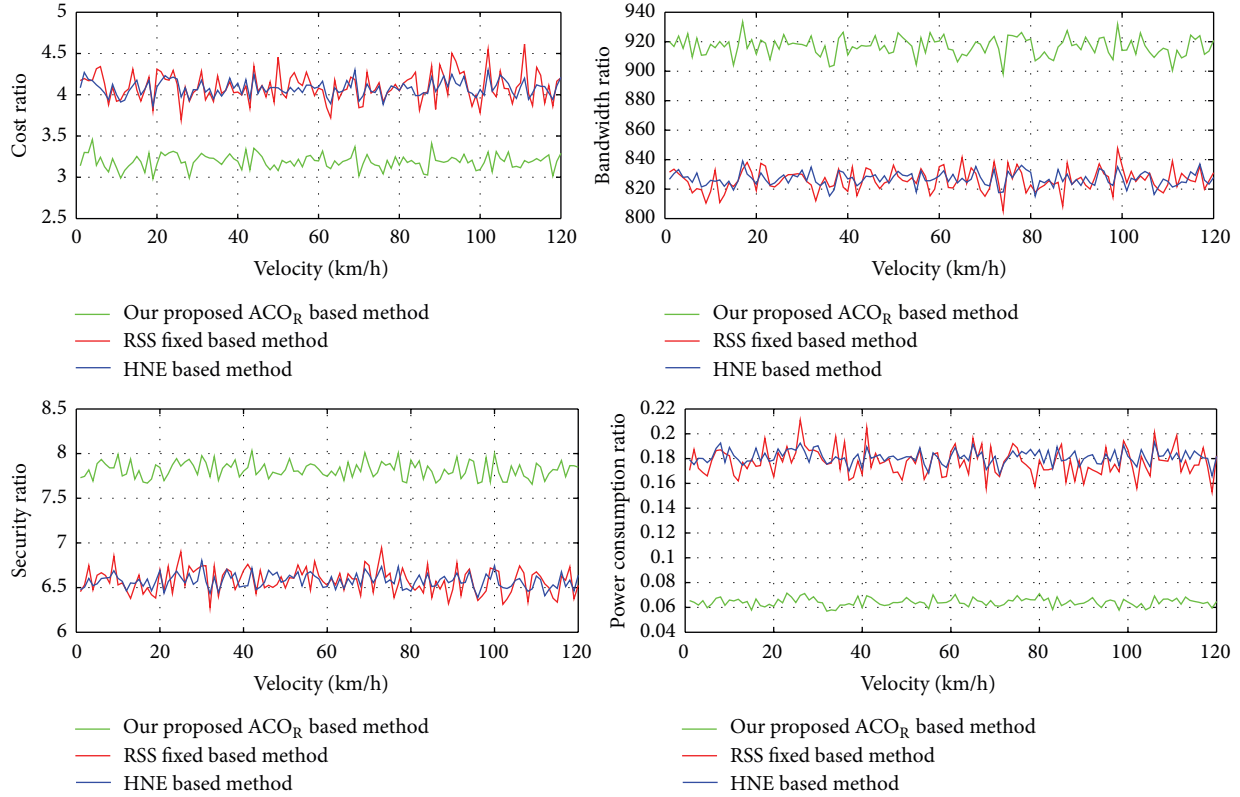 5
4.5
4
3.5
3
2.5
Cost ratio
0 20 40 60 80 100 120
Velocity (km/h)
Our proposed ACO_R based method
RSS fixed based method
HNE based method
940
920
900
880
860
840
820
800
Bandwidth ratio
0 20 40 60 80 100 120
Velocity (km/h)
Our proposed ACO_R based method
RSS fixed based method
HNE based method
8.5
8
7.5
7
6.5
6
Security ratio
0 20 40 60 80 100 120
Velocity (km/h)
Our proposed ACO_R based method
RSS fixed based method
HNE based method
0.22
0.2
0.18
0.16
0.14
0.12
0.1
0.08
0.06
0.04
Power consumption ratio
0 20 40 60 80 100 120
Velocity (km/h)
Our proposed ACO_R based method
RSS fixed based method
HNE based method